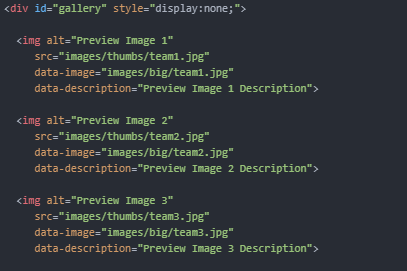 <div id="gallery" style="display:none;">
<img alt="Preview Image 1"
src="images/thumbs/team1.jpg"
data-image="images/big/team1.jpg"
data-description="Preview Image 1 Description">
<img alt="Preview Image 2"
src="images/thumbs/team2.jpg"
data-image="images/big/team2.jpg"
data-description="Preview Image 2 Description">
<img alt="Preview Image 3"
src="images/thumbs/team3.jpg"
data-image="images/big/team3.jpg"
data-description="Preview Image 3 Description">